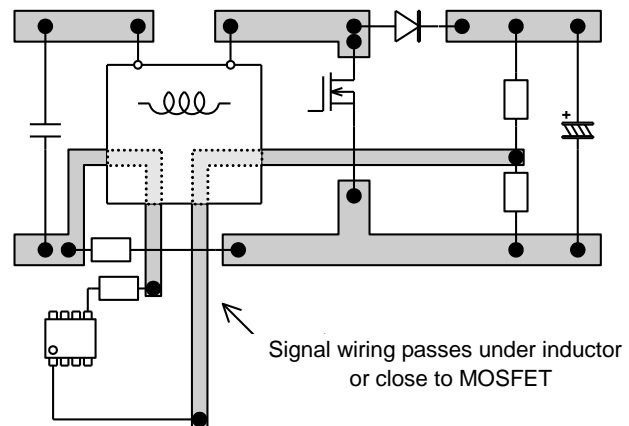 +
Signal wiring passes under inductor
or close to MOSFET